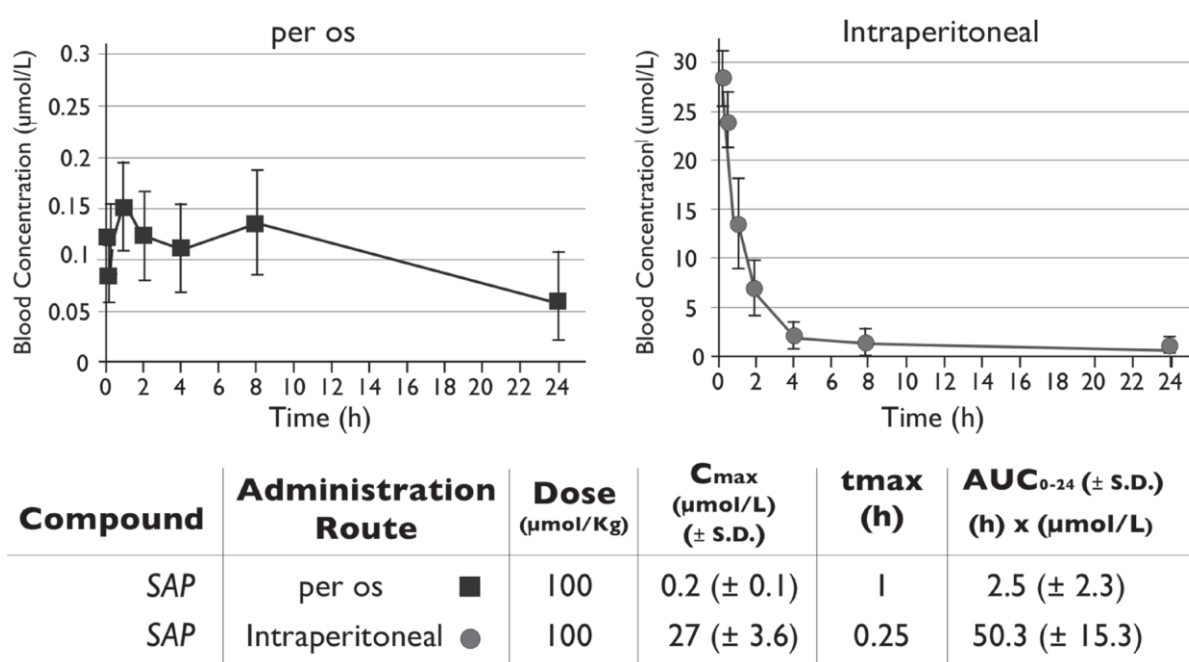 per os
Blood Concentration (µmol/L)
0.3
0.25
0.2
0.15
0.1
0.05
0
0 2 4 6 8 10 12 14 16 18 20 22 24
Time (h)
Intraperitoneal
Blood Concentration| (umol/L)
30
25
20
15
10
5
0
0 2 4 6 8 10 12 14 16 18 20 22 24
Time (h)
Compound Administration Route Dose (µmol/Kg) Cmax (µmol/L) (± S.D.) tmax (h) AUC0-24 (± S.D.) (h) x (µmol/L)
SAP per os 100 0.2 (± 0.1) 1 2.5 (± 2.3)
SAP Intraperitoneal 100 27 (± 3.6) 0.25 50.3 (± 15.3)